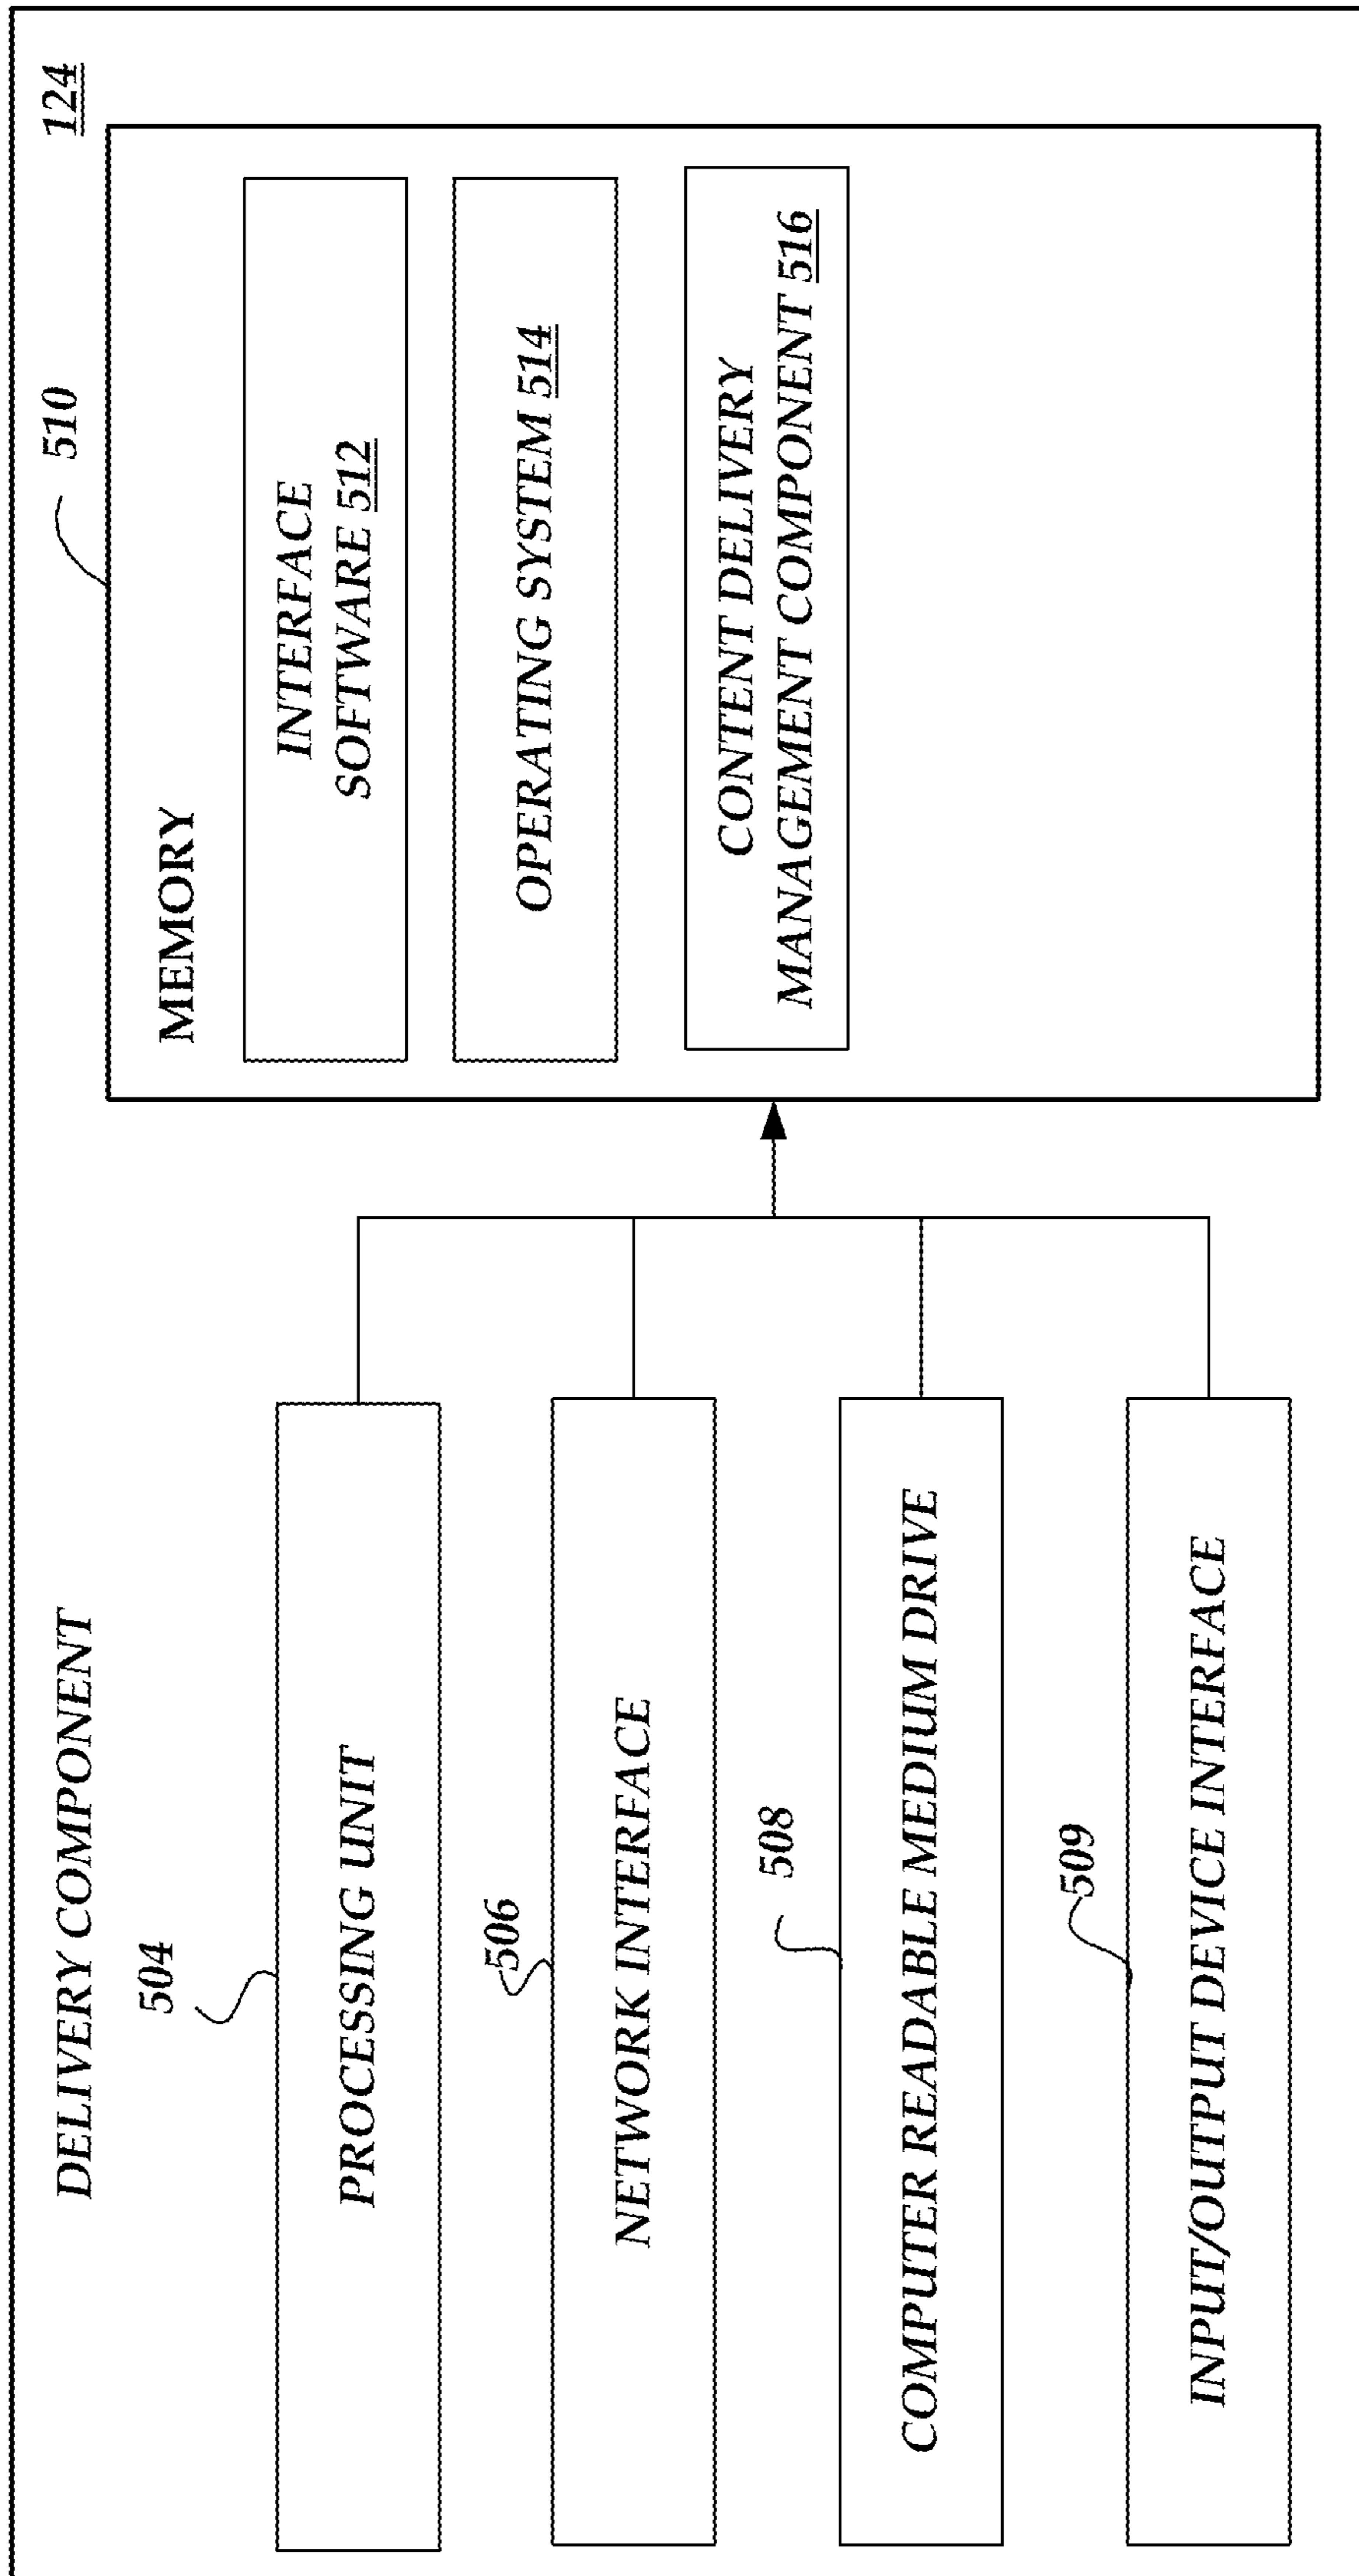 DELIVERY COMPONENT
124
504
PROCESSING UNIT
506
NETWORK INTERFACE
508
COMPUTER READABLE MEDIUM DRIVE
509
INPUT/OUTPUT DEVICE INTERFACE
510
MEMORY
INTERFACE
SOFTWARE 512
OPERATING SYSTEM 514
CONTENT DELIVERY
MANAGEMENT COMPONENT 516